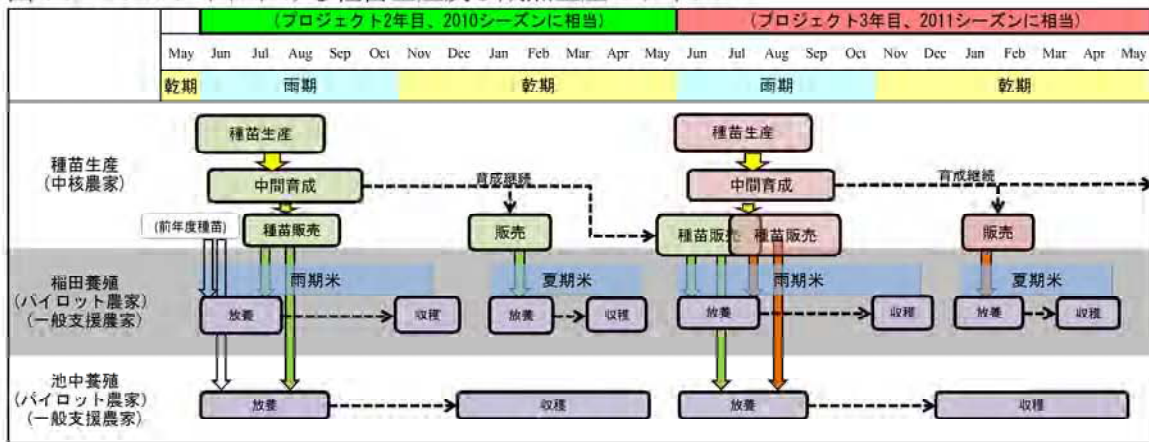 (プロジェクト2年目、2010シーズンに相当) (プロジェクト3年目、2011シーズンに相当)
May Jun Jul Aug Sep Oct Nov Dec Jan Feb Mar Apr May Jun Jul Aug Sep Oct Nov Dec Jan Feb Mar Apr May
乾期 雨期 乾期 雨期 乾期
種苗生産
(中核農家)
種苗生産 種苗生産
中間育成 育成継続 中間育成 育成継続
(前年度種苗) 種苗販売 販売 種苗販売 種苗販売 販売
稲田養殖
(パイロット農家)
(一般支援農家)
雨期米 夏期米 雨期米 夏期米
放養 収穫 放養 収穫 放養 収穫 放養 収穫
池中養殖
(パイロット農家)
(一般支援農家)
放養 収穫 放養 収穫